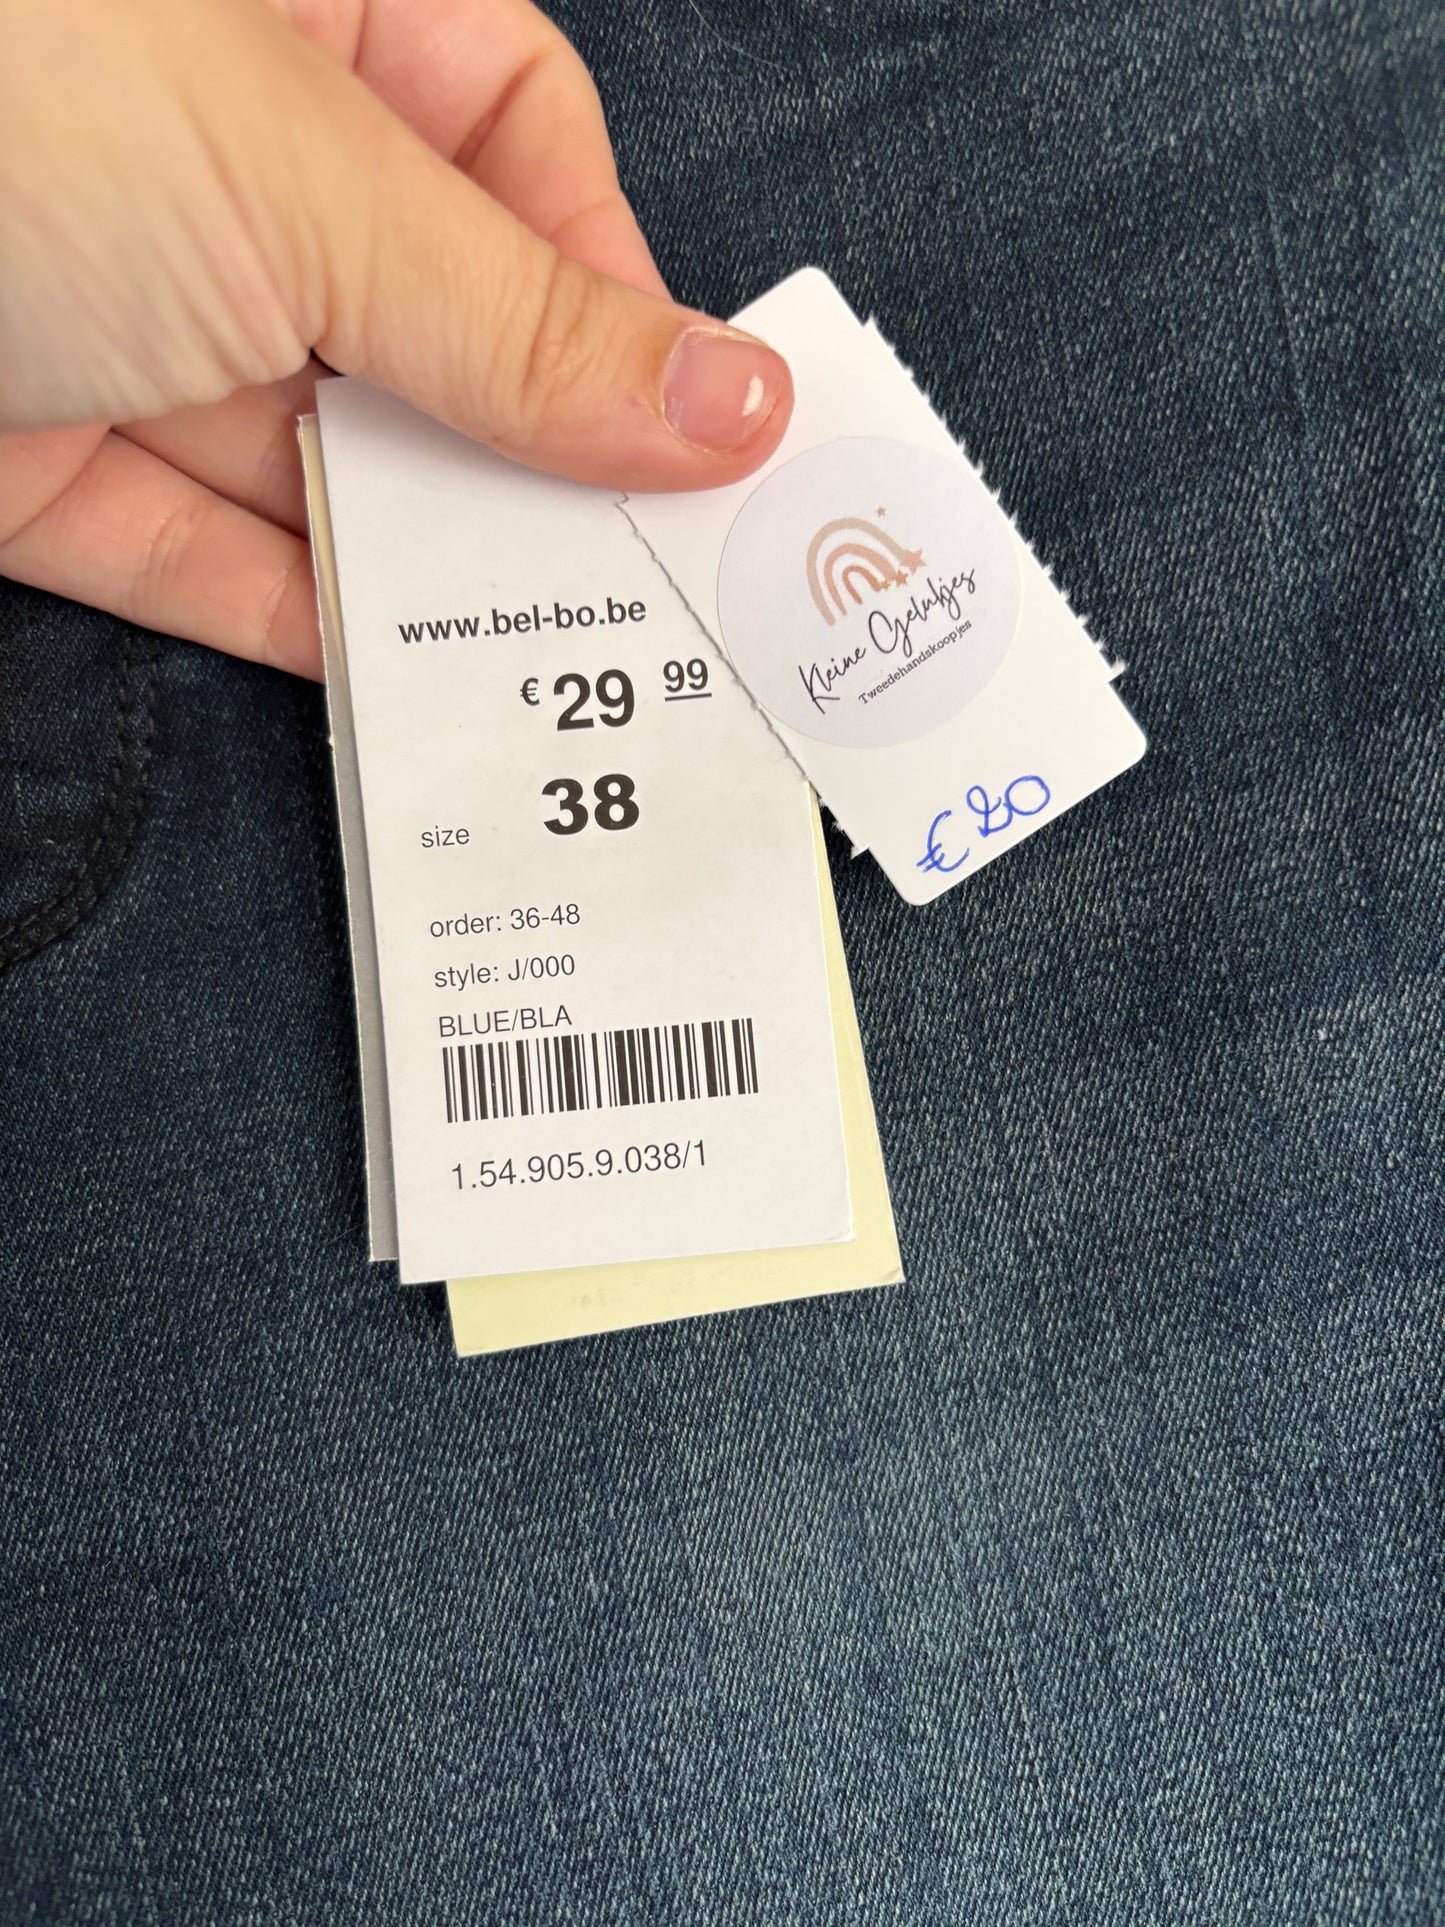 www.bel-bo.be
€ 29 99
size 38
order: 36-48
style: J/000
BLUE/BLA
1.54.905.9.038/1
Kleine Gelukjes
Tweedehandskoopjes
€ 20